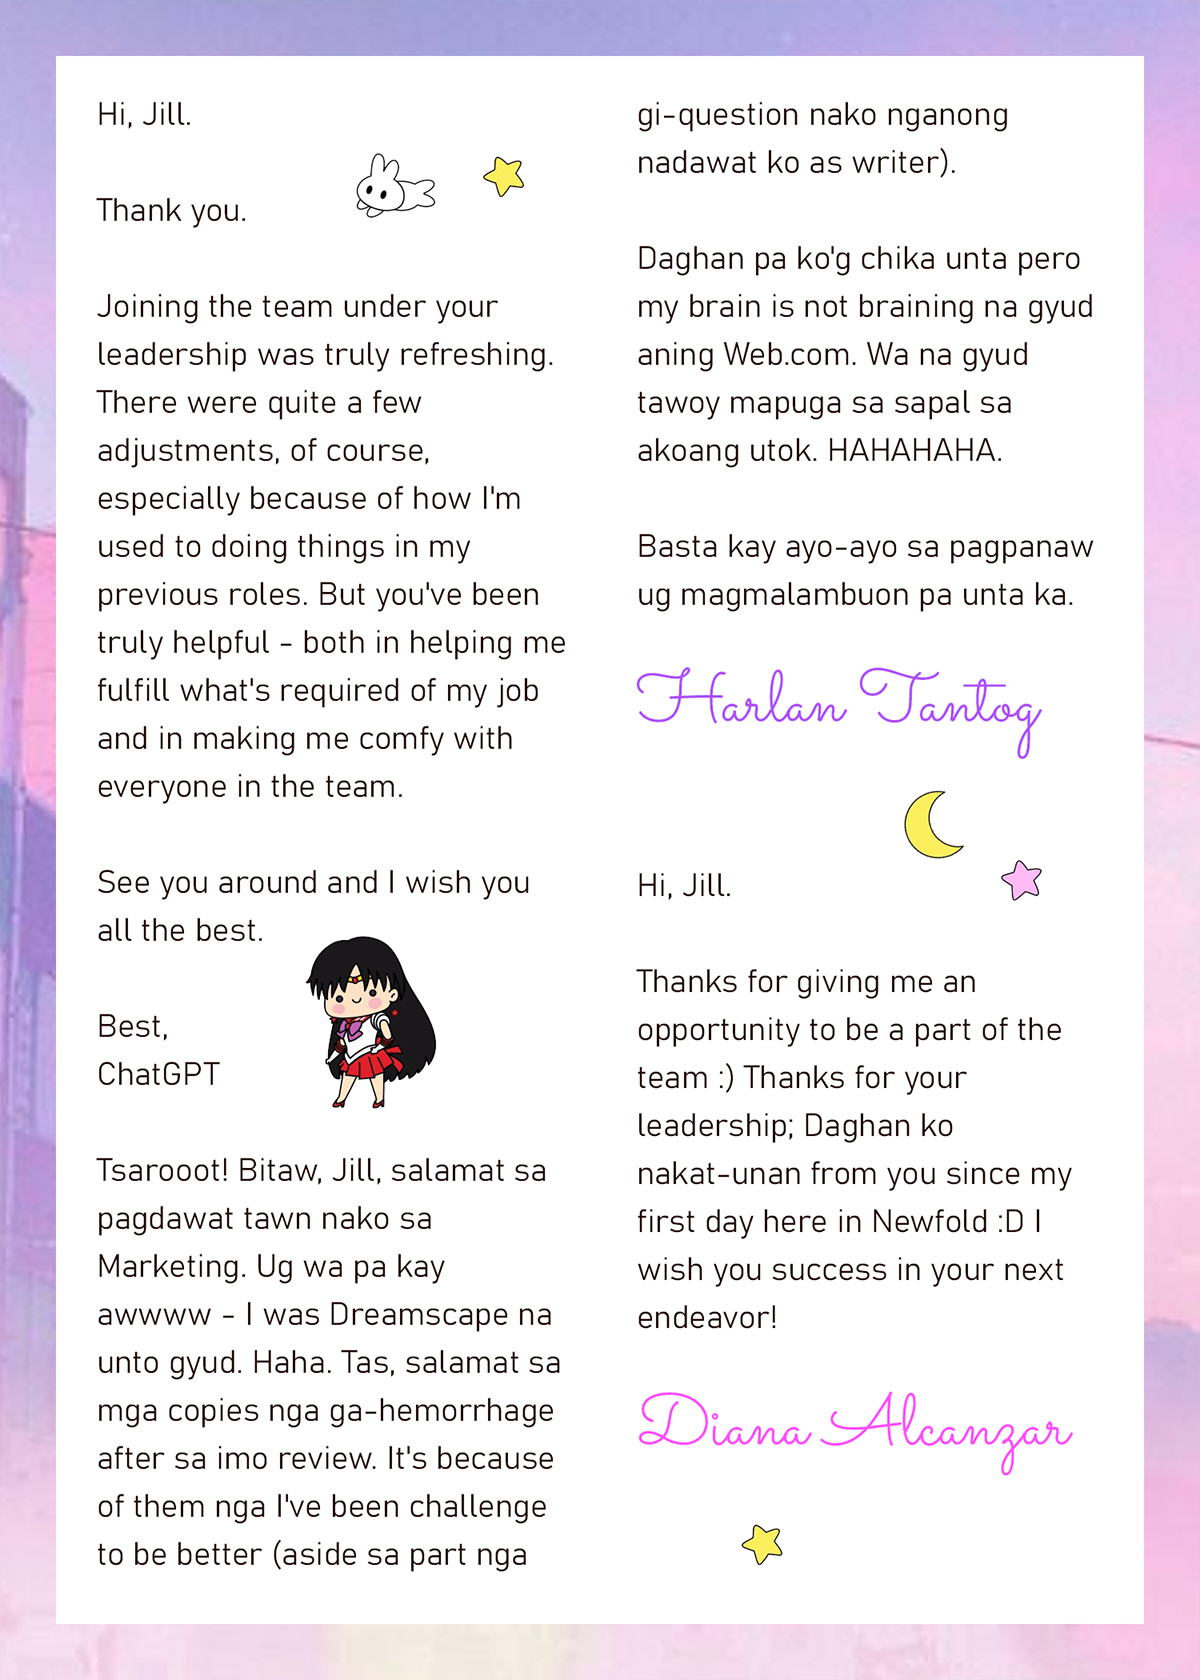 Hi, Jill.
Thank you.
Joining the team under your
leadership was truly refreshing.
There were quite a few
adjustments, of course,
especially because of how I'm
used to doing things in my
previous roles. But you've been
truly helpful - both in helping me
fulfill what's required of my job
and in making me comfy with
everyone in the team.
See you around and I wish you
all the best.
Best,
ChatGPT
Tsarooot! Bitaw, Jill, salamat sa
pagdawat tawn nako sa
Marketing. Ug wa pa kay
awwww - I was Dreamscape na
unto gyud. Haha. Tas, salamat sa
mga copies nga ga-hemorrhage
after sa imo review. It's because
of them nga I've been challenge
to be better (aside sa part nga
gi-question nako nganong
nadawat ko as writer).
Daghan pa ko'g chika unta pero
my brain is not braining na gyud
aning Web.com. Wa na gyud
tawoy mapuga sa sapal sa
akoang utok. HAHAHAHA.
Basta kay ayo-ayo sa pagpanaw
ug magmalambuon pa unta ka.
Harlan Tantog
Hi, Jill.
Thanks for giving me an
opportunity to be a part of the
team :) Thanks for your
leadership; Daghan ko
nakat-unan from you since my
first day here in Newfold :D I
wish you success in your next
endeavor!
Diana Alcanzar